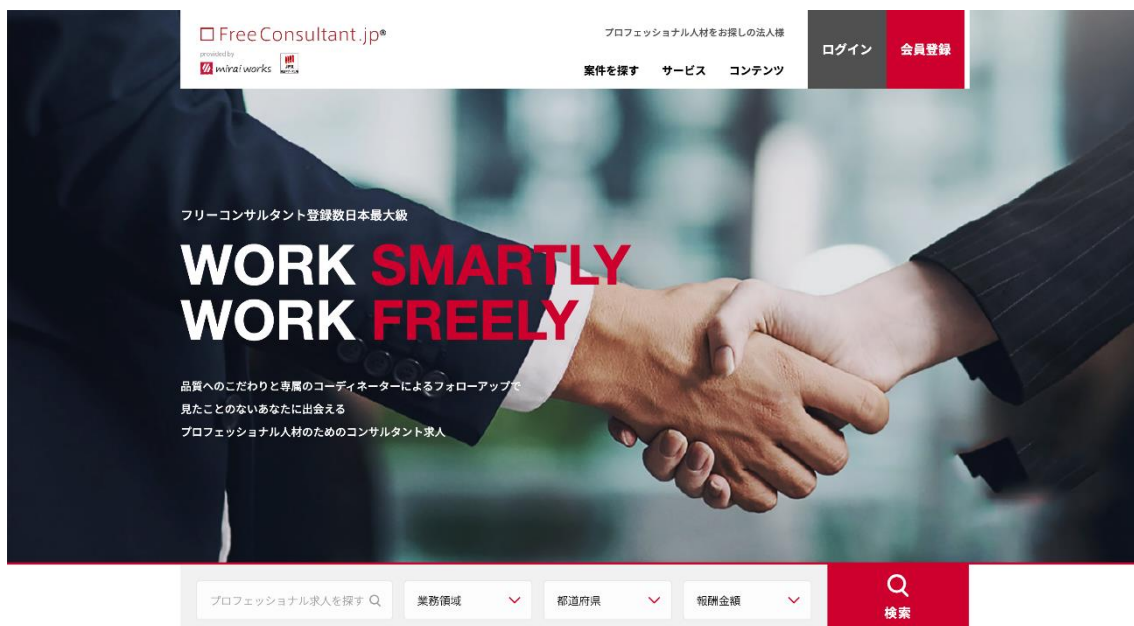 FreeConsultant.jp®
provided by
mirai works
プロフェッショナル人材をお探しの法人様
案件を探す サービス コンテンツ
ログイン
会員登録
フリーコンサルタント登録数日本最大級
WORK SMARTLY
WORK FREELY
品質へのこだわりと専属のコーディネーターによるフォローアップで
見たことのないあなたに出会える
プロフェッショナル人材のためのコンサルタント求人
プロフェッショナル求人を探す
業務領域
都道府県
報酬金額
検索